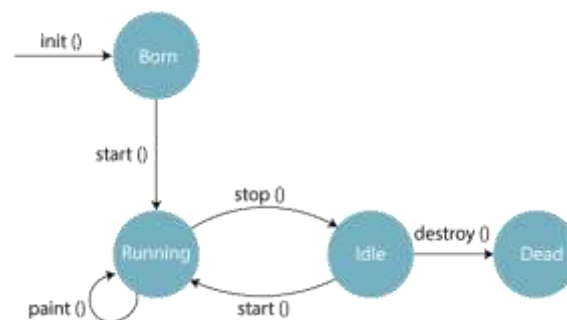 init ()
Born
start ()
stop ()
Running
Idle
destroy ()
Dead
paint ()
start ()